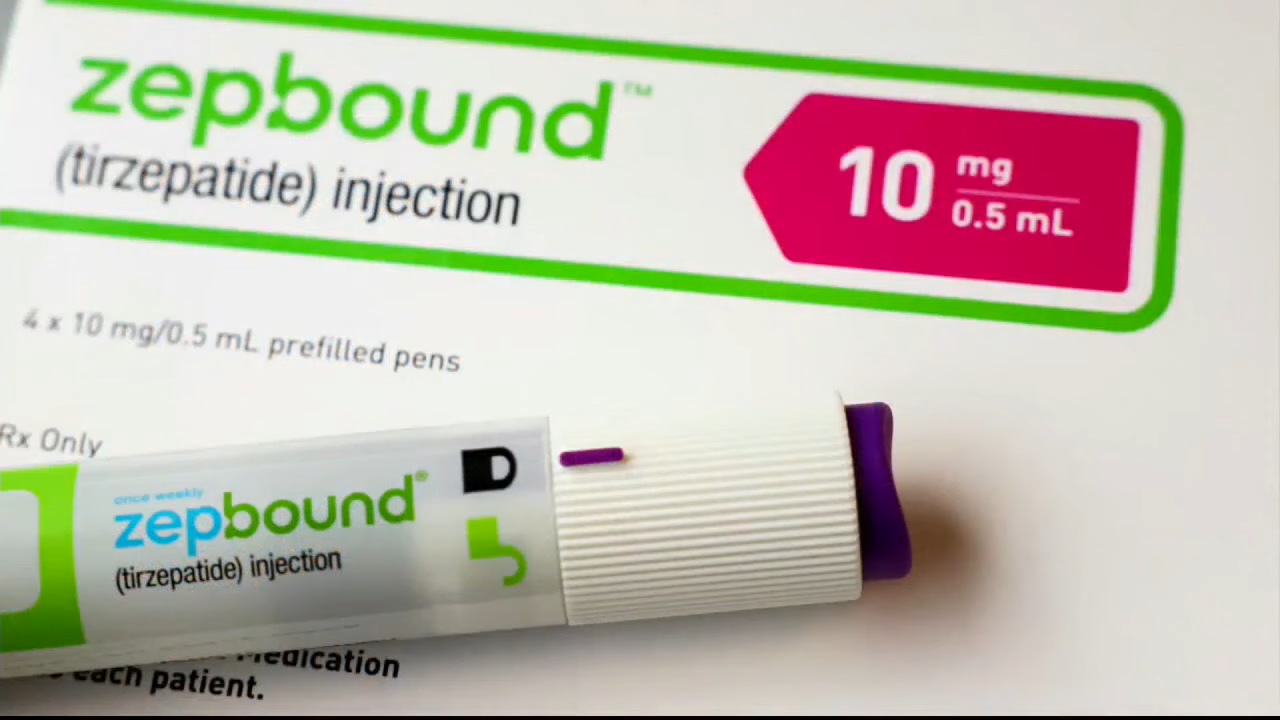 zepbound™
(tirzepatide) injection
10 mg
0.5 mL
4 x 10 mg/0.5 mL prefilled pens
Rx Only
once weekly
zepbound®
(tirzepatide) injection
each patient.